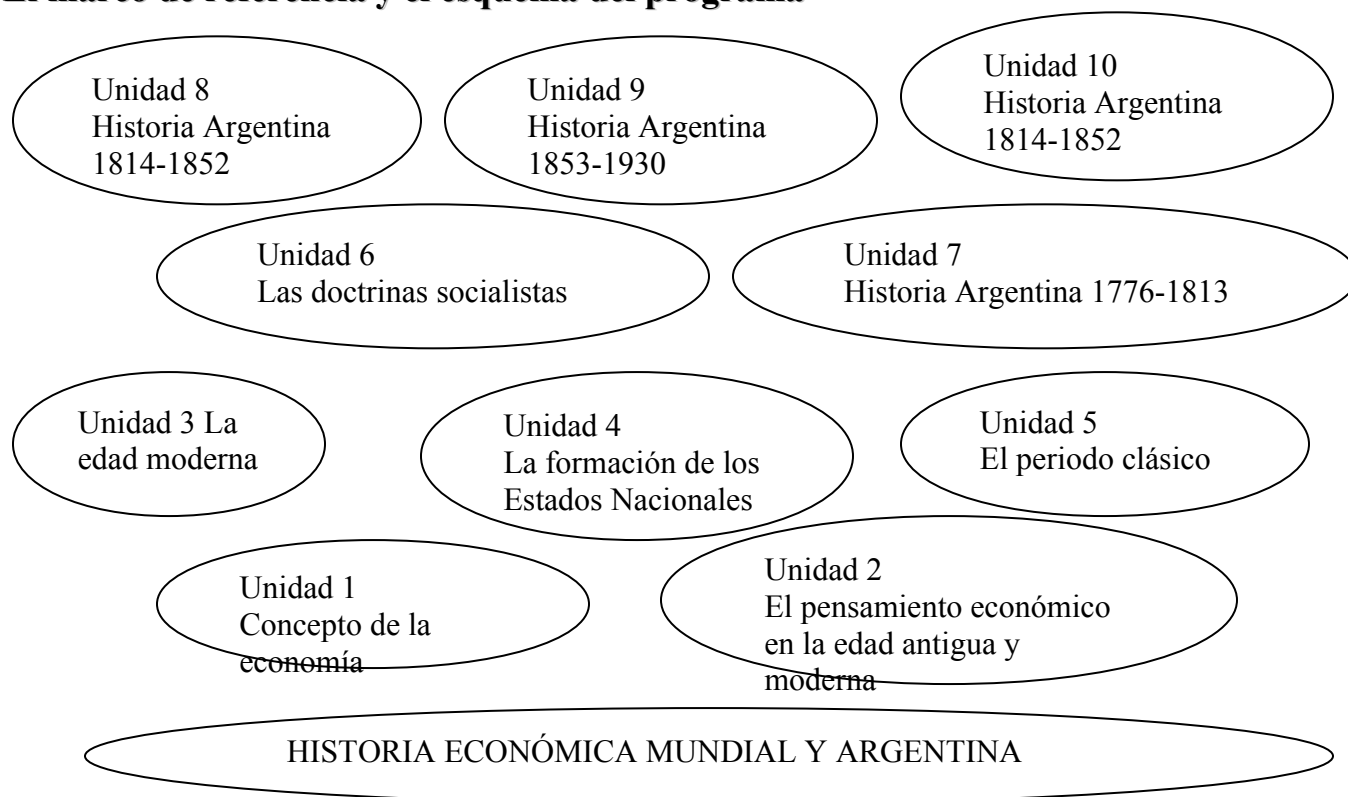 El marco de referencia y el esquema del programa
Unidad 8
Historia Argentina
1814-1852
Unidad 9
Historia Argentina
1853-1930
Unidad 10
Historia Argentina
1814-1852
Unidad 6
Las doctrinas socialistas
Unidad 7
Historia Argentina 1776-1813
Unidad 3 La
edad moderna
Unidad 4
La formación de los
Estados Nacionales
Unidad 5
El periodo clásico
Unidad 1
Concepto de la
economía
Unidad 2
El pensamiento económico
en la edad antigua y
moderna
HISTORIA ECONÓMICA MUNDIAL Y ARGENTINA